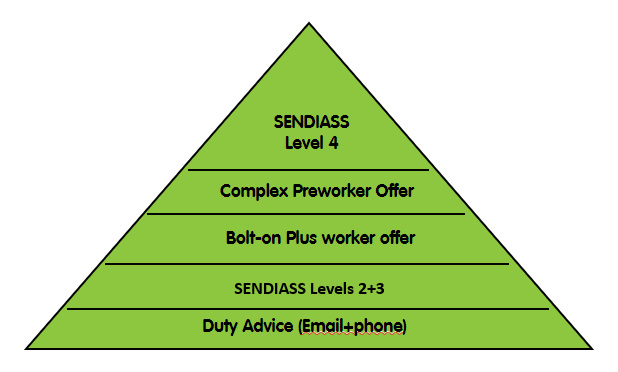 SENDIASS
Level 4
Complex Preworker Offer
Bolt-on Plus worker offer
SENDIASS Levels 2+3
Duty Advice (Email+phone)